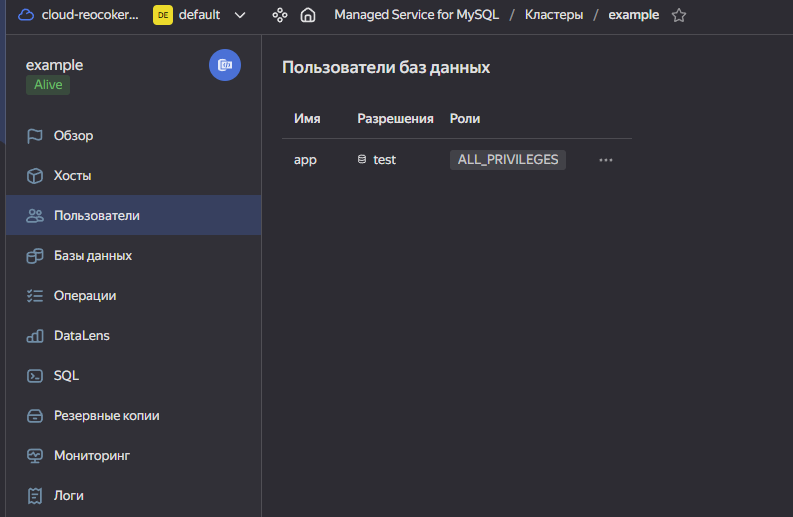 cloud-reocoker... DE default Managed Service for MySQL / Кластеры / example
example
Alive
Обзор
Хосты
Пользователи
Базы данных
Операции
DataLens
SQL
Резервные копии
Мониторинг
Логи
Пользователи баз данных
Имя Разрешения Роли
app test ALL_PRIVILEGES